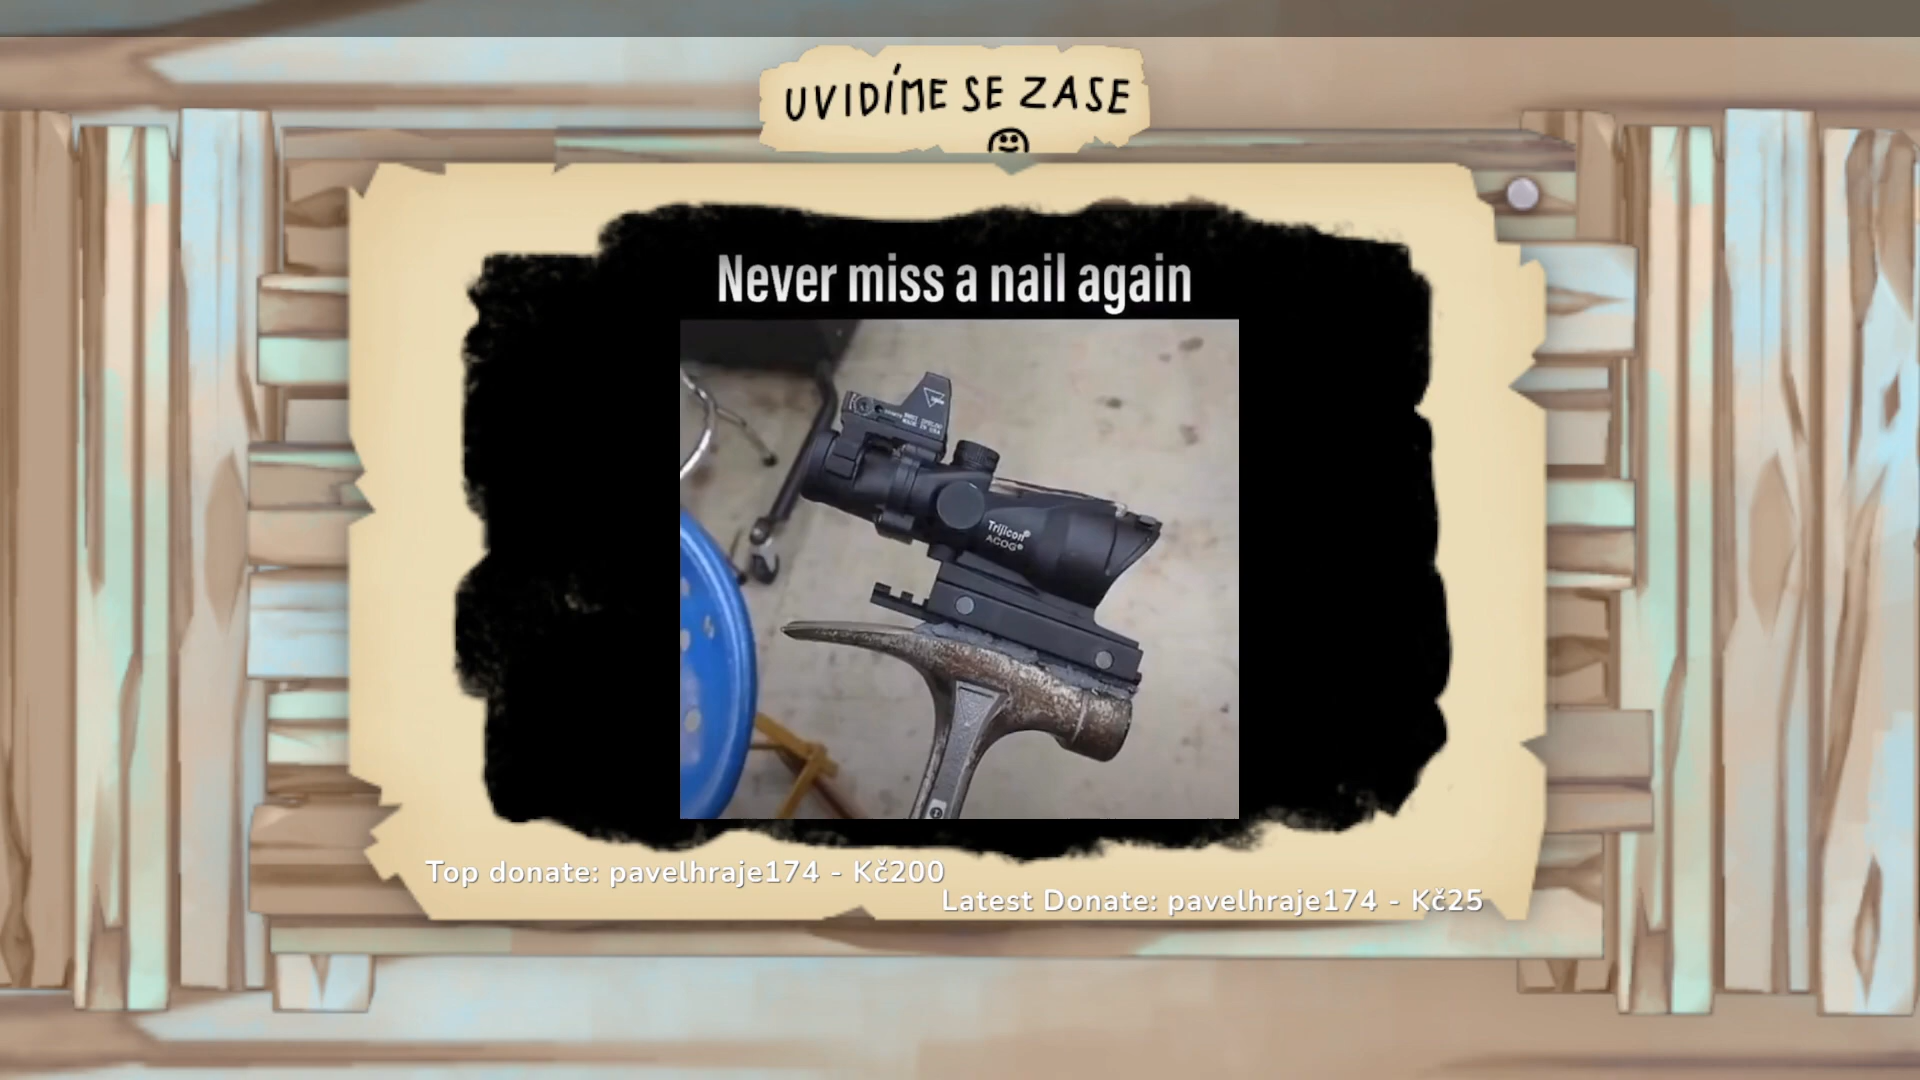 UVIDÍME SE ZASE
Never miss a nail again
Trijicon®
ACOG®
Top donate: pavelhraje174 - Kč200
Latest Donate: pavelhraje174 - Kč25